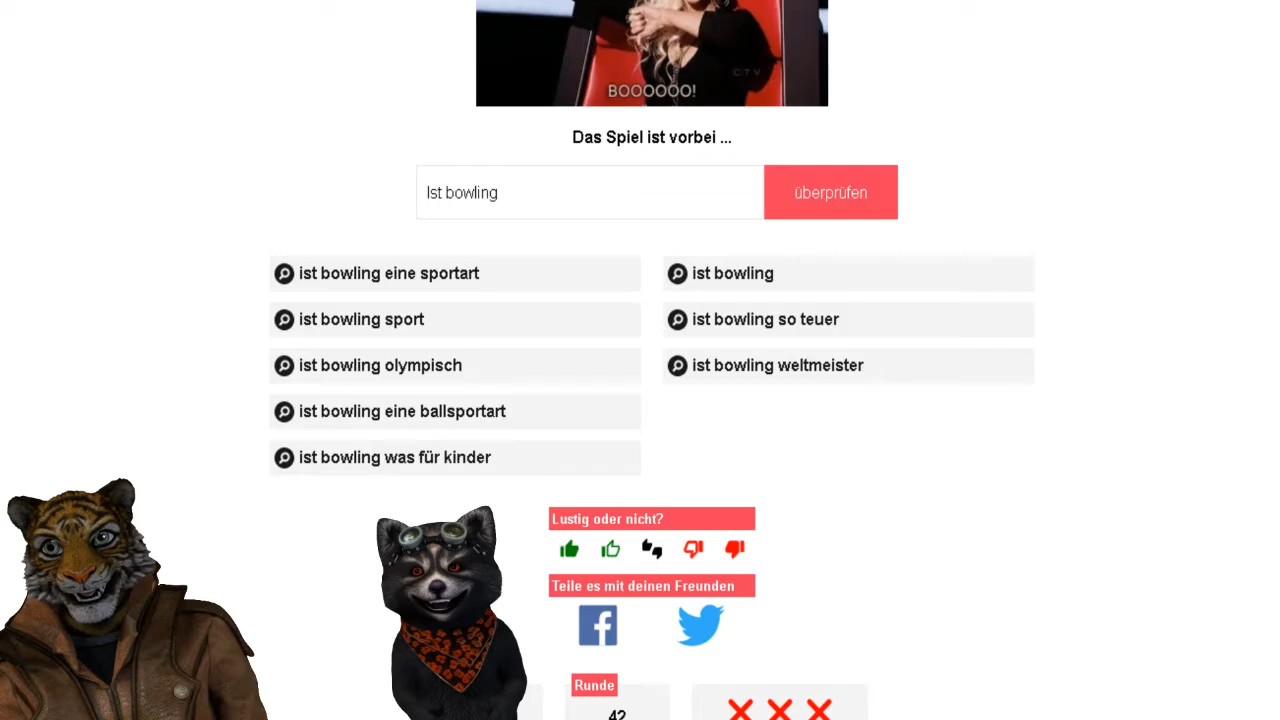 CTV
BOOOOOO!
Das Spiel ist vorbei ...
Ist bowling
überprüfen
ist bowling eine sportart
ist bowling sport
ist bowling olympisch
ist bowling eine ballsportart
ist bowling was für kinder
ist bowling
ist bowling so teuer
ist bowling weltmeister
Lustig oder nicht?
Teile es mit deinen Freunden
Runde
42